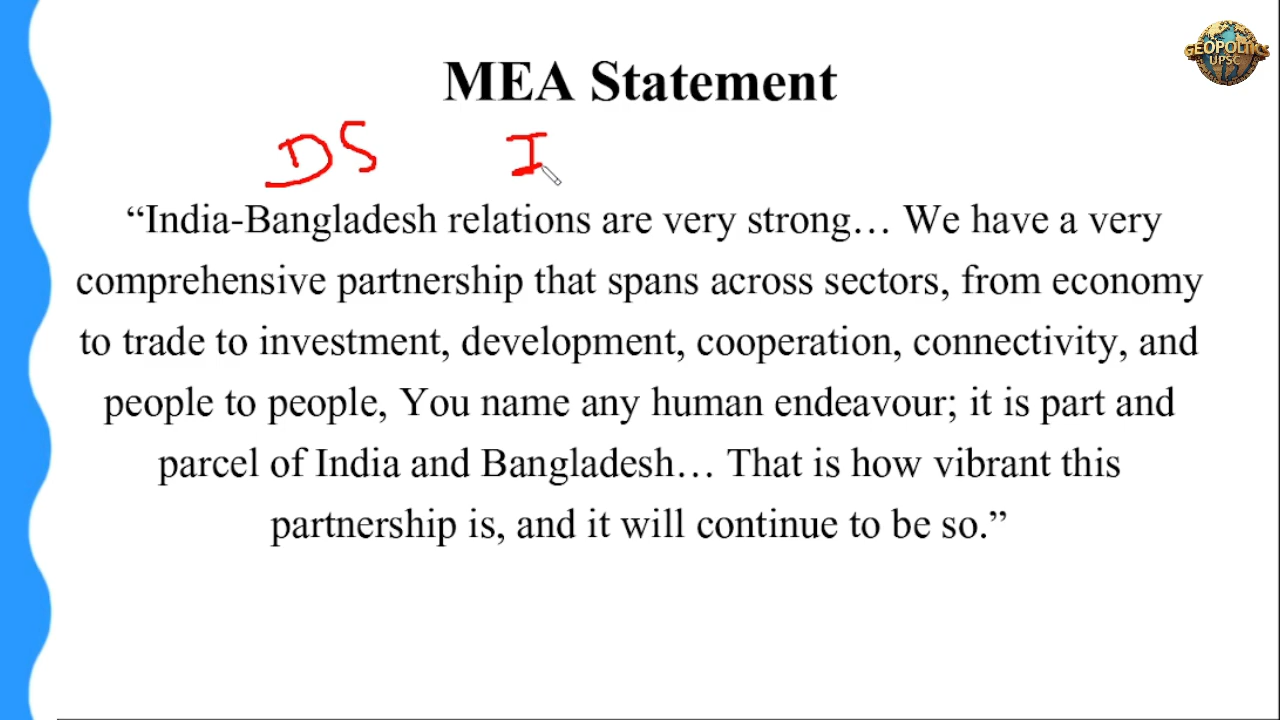 GEOPOLITICS
UPSC
MEA Statement
DS I
“India-Bangladesh relations are very strong… We have a very
comprehensive partnership that spans across sectors, from economy
to trade to investment, development, cooperation, connectivity, and
people to people, You name any human endeavour; it is part and
parcel of India and Bangladesh… That is how vibrant this
partnership is, and it will continue to be so.”